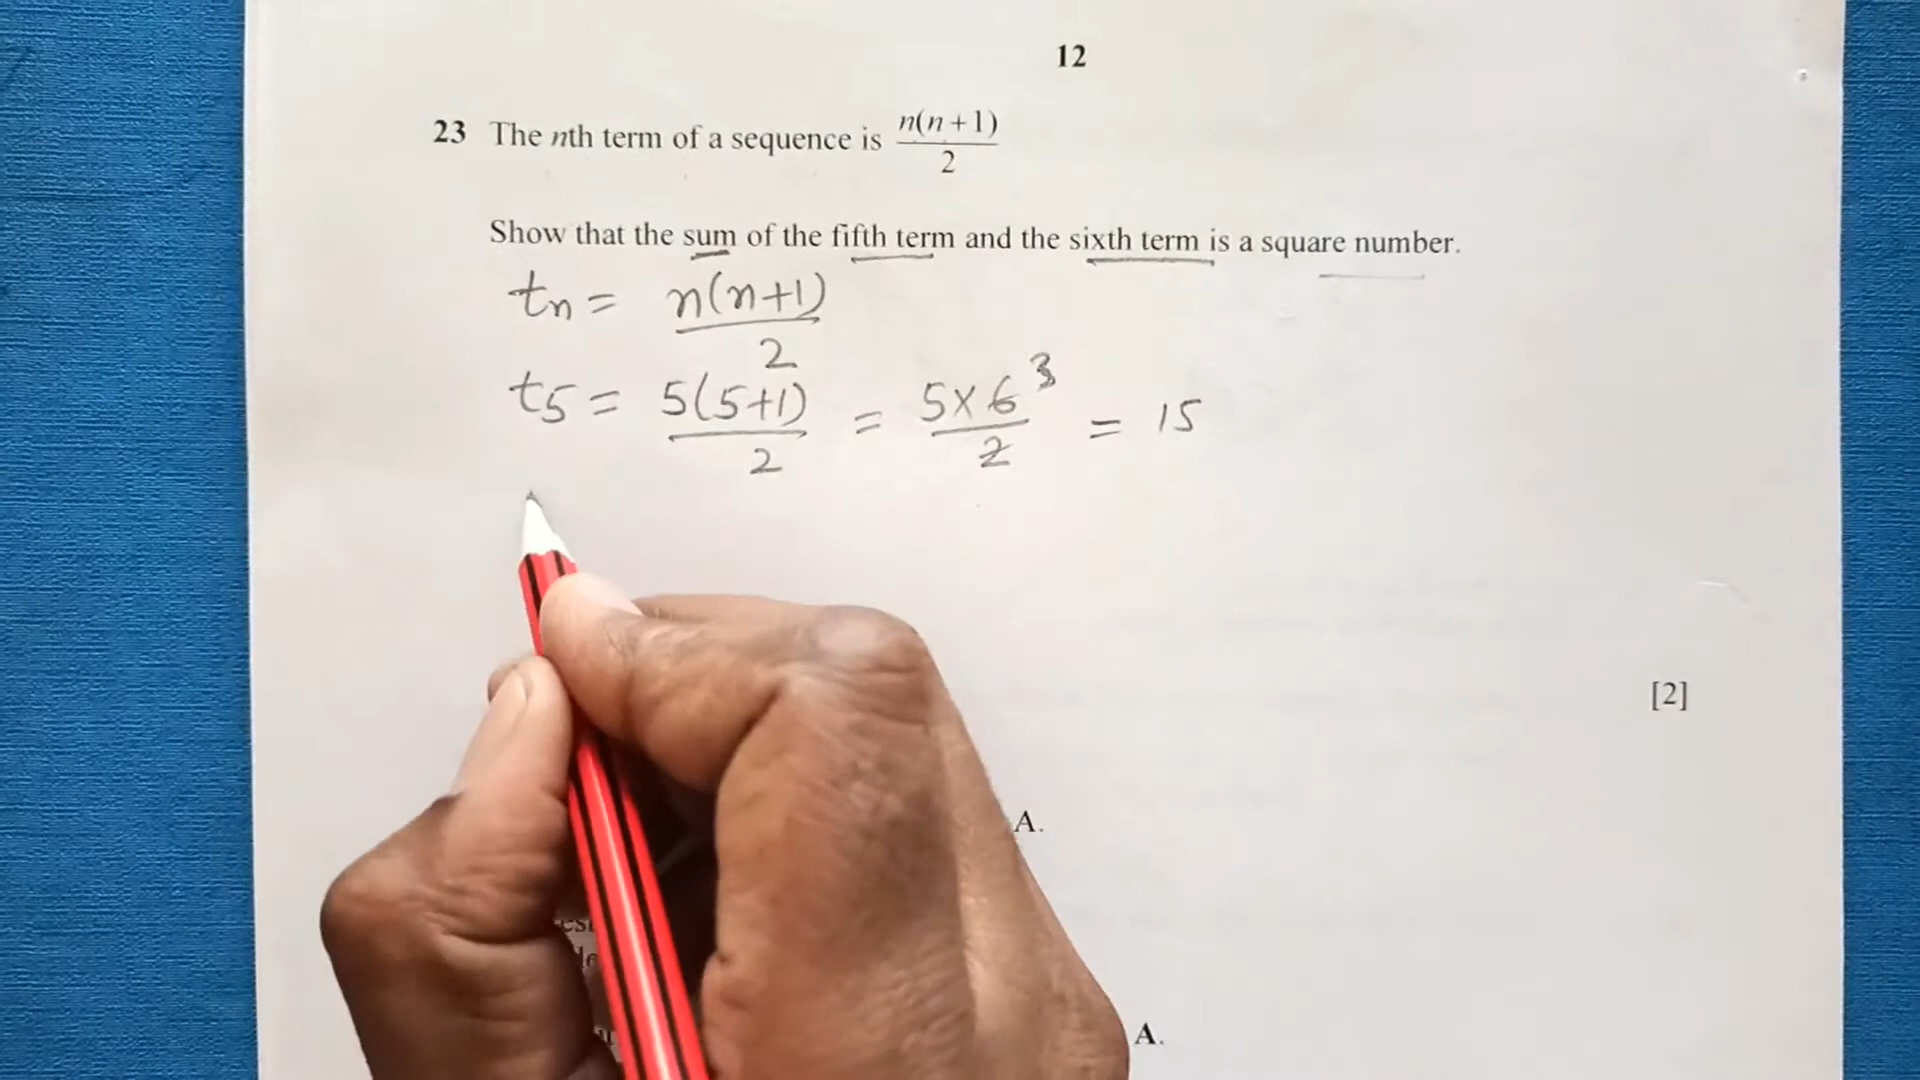 12
23 The nth term of a sequence is n(n+1)/2
Show that the sum of the fifth term and the sixth term is a square number.
tn = n(n+1)/2
t5 = 5(5+1)/2 = 5×6 3/2 = 15
[2]
A.
A.